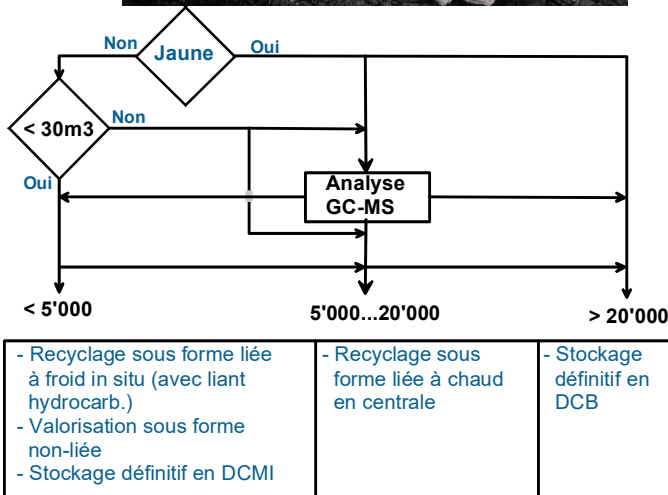 Non
Jaune
Oui
< 30m3
Non
Oui
Analyse
GC-MS
< 5'000
5'000...20'000
> 20'000
- Recyclage sous forme liée
à froid in situ (avec liant
hydrocarb.)
- Valorisation sous forme
non-liée
- Stockage définitif en DCMI
- Recyclage sous
forme liée à chaud
en centrale
- Stockage
définitif en
DCB